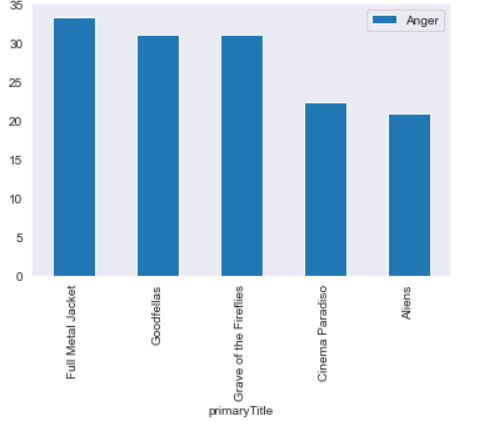 35
Anger
30
25
20
15
10
5
0
Full Metal Jacket
Goodfellas
Grave of the Fireflies
Cinema Paradiso
Aliens
primaryTitle